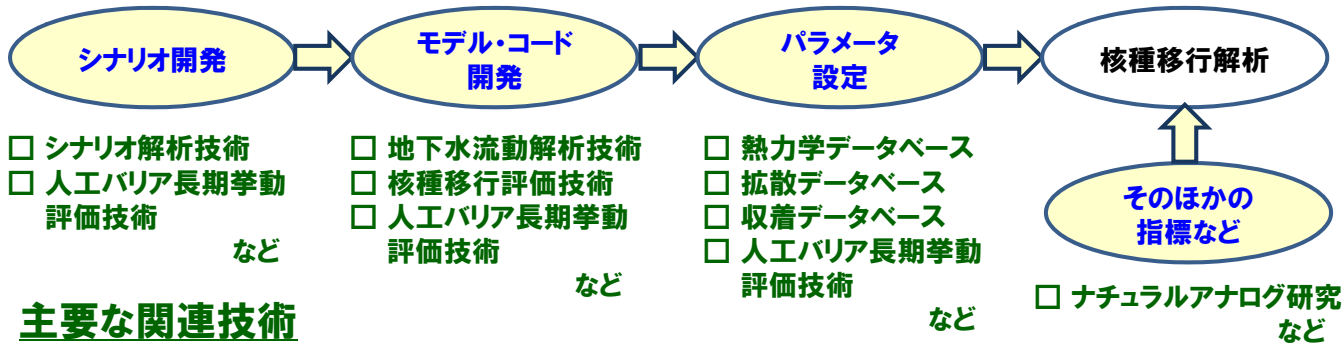 シナリオ開発
モデル・コード
開発
パラメータ
設定
核種移行解析
□ シナリオ解析技術
□ 人工バリア長期挙動
評価技術
など
□ 地下水流動解析技術
□ 核種移行評価技術
□ 人工バリア長期挙動
評価技術
など
□ 熱力学データベース
□ 拡散データベース
□ 収着データベース
□ 人工バリア長期挙動
評価技術
など
そのほかの
指標など
□ ナチュラルアナログ研究
など
主要な関連技術